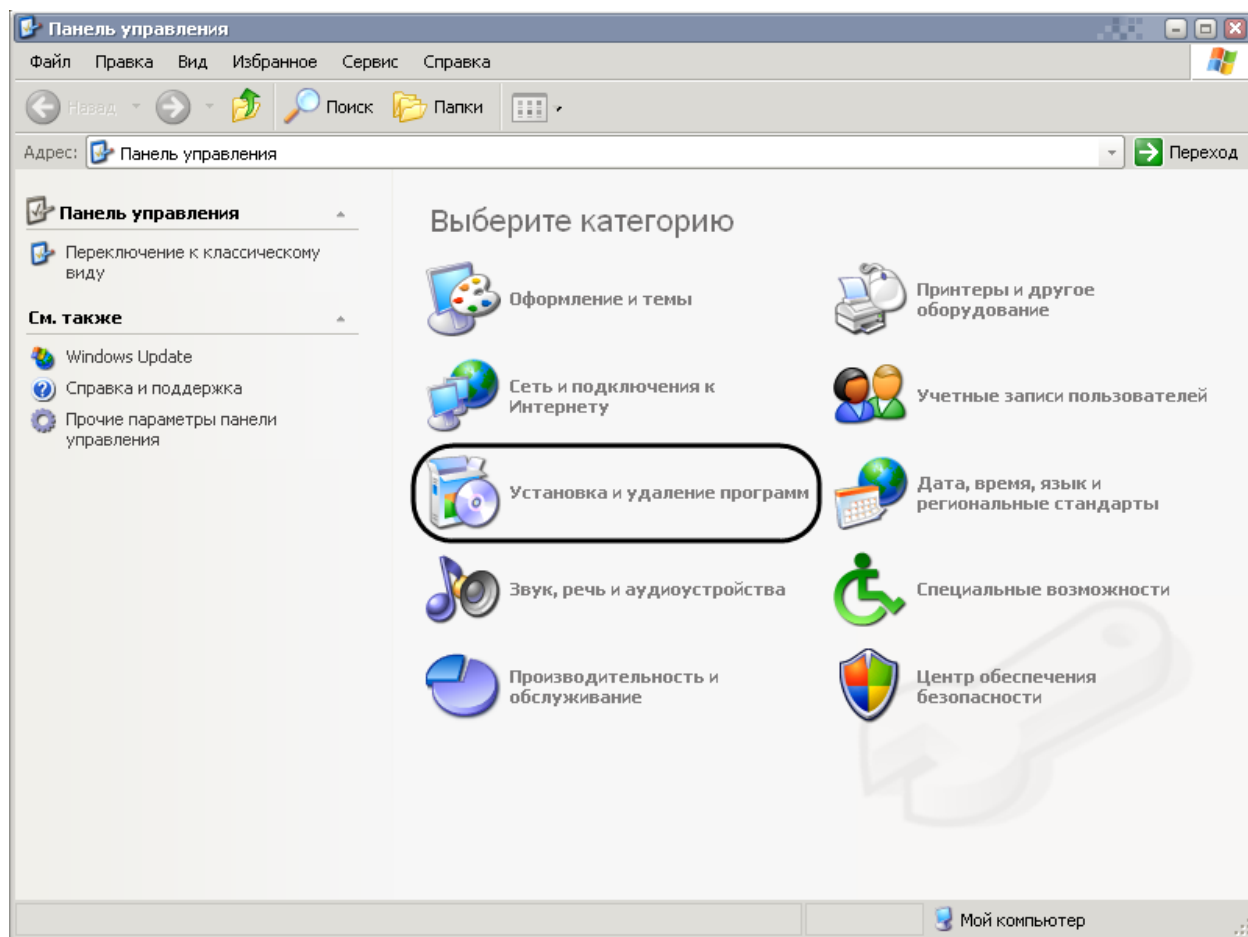 Панель управления
Файл Правка Вид Избранное Сервис Справка
Назад Поиск Папки
Адрес: Панель управления Переход
Панель управления
Переключение к классическому
виду
См. также
Windows Update
Справка и поддержка
Прочие параметры панели
управления
Выберите категорию
Оформление и темы
Принтеры и другое
оборудование
Сеть и подключения к
Интернету
Учетные записи пользователей
Установка и удаление программ
Дата, время, язык и
региональные стандарты
Звук, речь и аудиоустройства
Специальные возможности
Производительность и
обслуживание
Центр обеспечения
безопасности
Мой компьютер